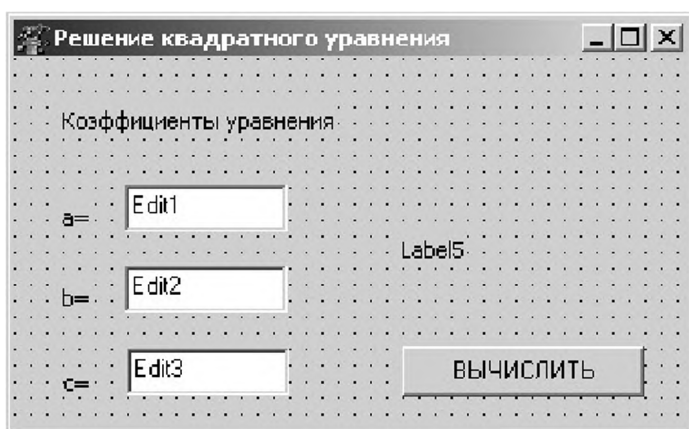 Решение квадратного уравнения
Коэффициенты уравнения
a= Edit1
Label5
b= Edit2
c= Edit3
ВЫЧИСЛИТЬ